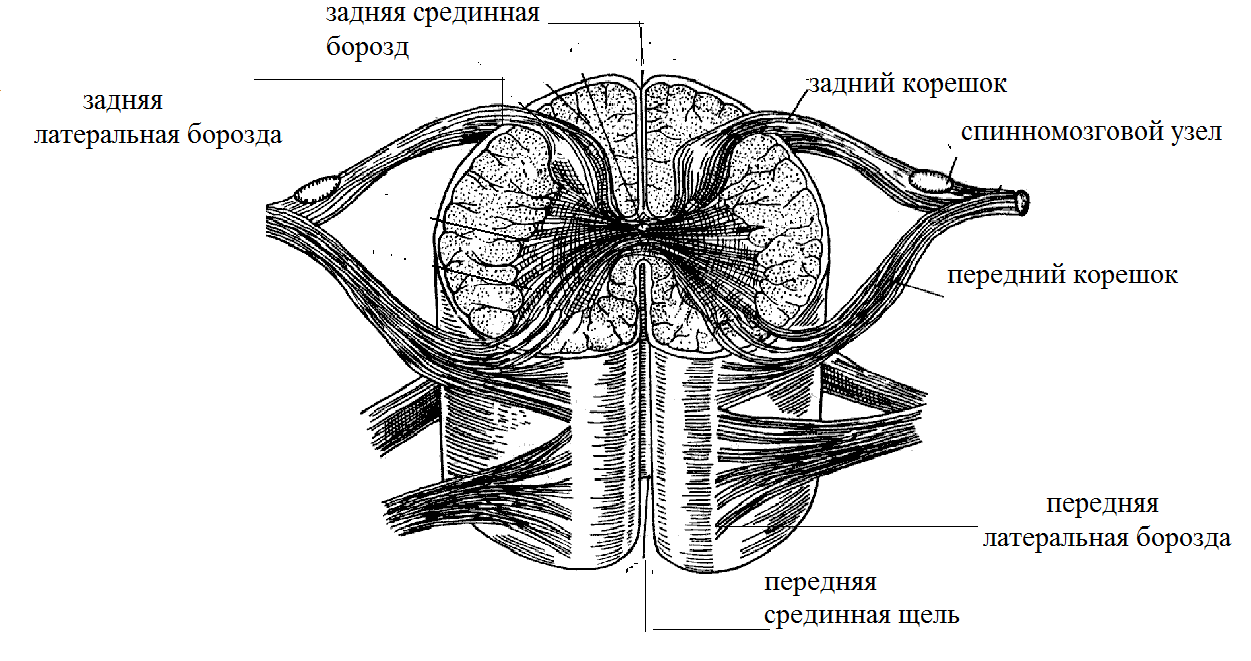 задняя срединная
борозд
задняя
латеральная борозда
задний корешок
спинномозговой узел
передний корешок
передняя
латеральная борозда
передняя
срединная щель